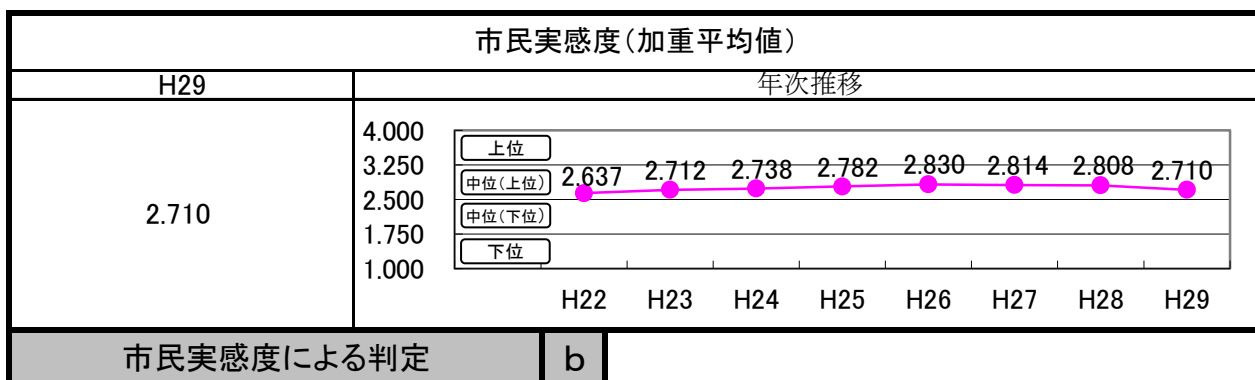 市民実感度(加重平均値)
H29
年次推移
2.710
4.000
3.250
2.500
1.750
1.000
上位
中位(上位)
中位(下位)
下位
2.637 2.712 2.738 2.782 2.830 2.814 2.808 2.710
H22 H23 H24 H25 H26 H27 H28 H29
市民実感度による判定 b